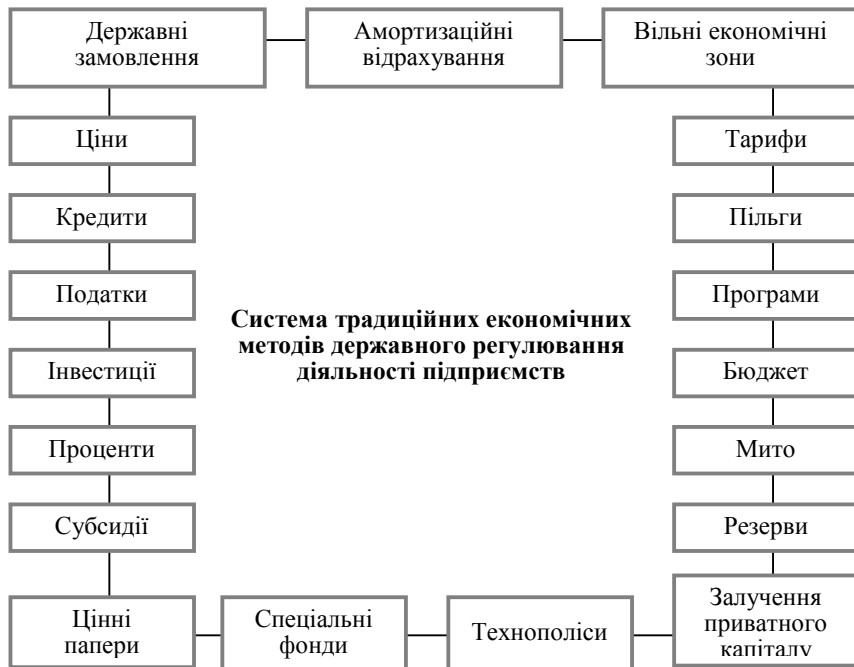 Державні
замовлення
Амортизаційні
відрахування
Вільні економічні
зони
Ціни
Тарифи
Кредити
Пільги
Податки
Програми
Система традиційних економічних
методів державного регулювання
діяльності підприємств
Інвестиції
Бюджет
Проценти
Мито
Субсидії
Резерви
Цінні
папери
Спеціальні
фонди
Технополіси
Залучення
приватного
капіталу